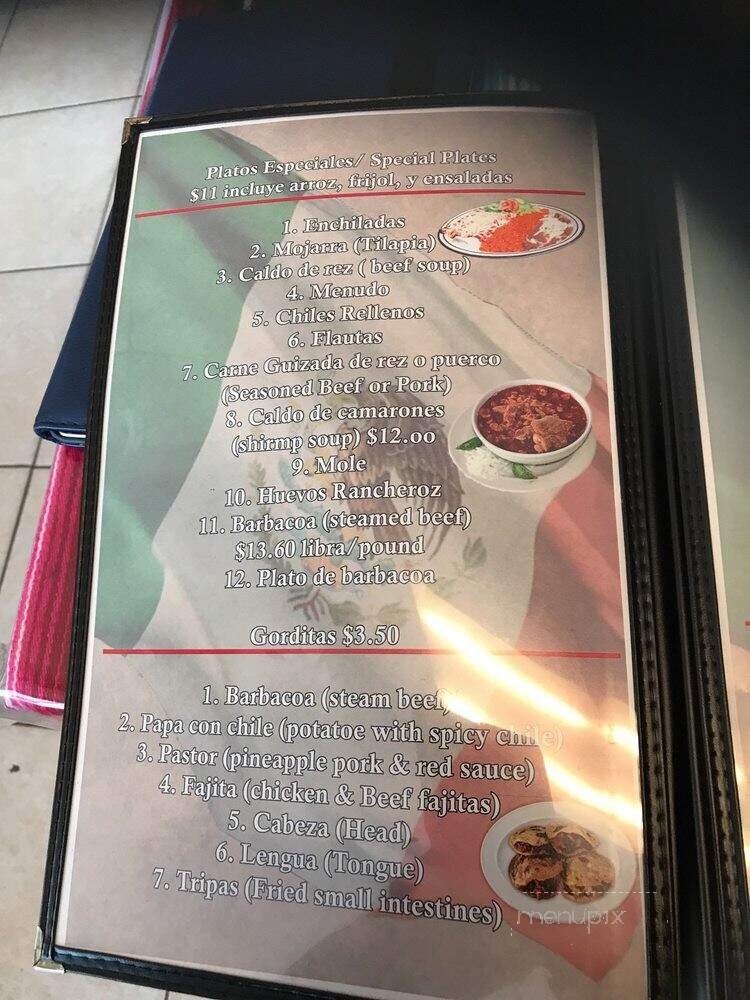 Platos Especiales/ Special Plates
$11 incluye arroz, frijol, y ensaladas
1. Enchiladas
2. Mojarra (Tilapia)
3. Caldo de rez ( beef soup)
4. Menudo
5. Chiles Rellenos
6. Flautas
7. Carne Guizada de rez o puerco
(Seasoned Beef or Pork)
8. Caldo de camarones
(shirmp soup) $12.00
9. Mole
10. Huevos Rancheroz
11. Barbacoa (steamed beef)
$13.60 libra/pound
12. Plato de barbacoa
Gorditas $3.50
1. Barbacoa (steam beef)
2. Papa con chile (potatoe with spicy chile)
3. Pastor (pineapple pork & red sauce)
4. Fajita (chicken & Beef fajitas)
5. Cabeza (Head)
6. Lengua (Tongue)
7. Tripas (Fried small intestines)
menupix